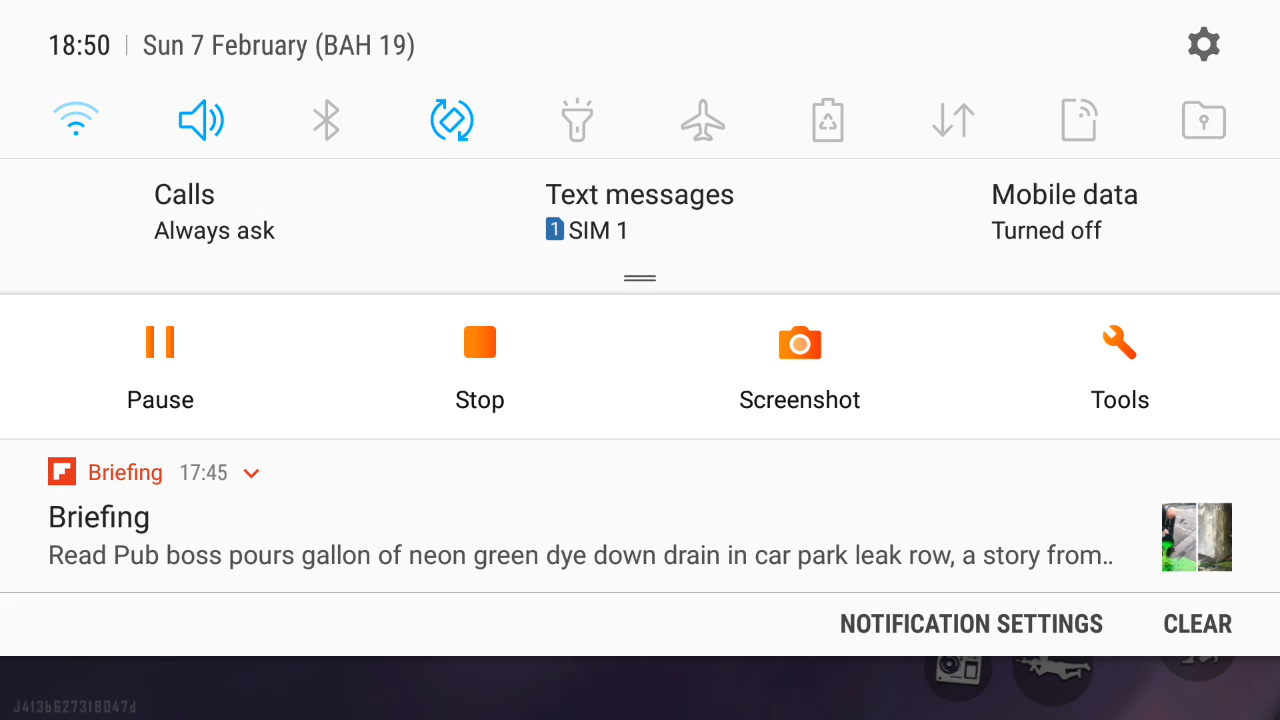 18:50 Sun 7 February (BAH 19)
Calls Text messages Mobile data
Always ask 1 SIM 1 Turned off
Pause Stop Screenshot Tools
Briefing 17:45
Briefing
Read Pub boss pours gallon of neon green dye down drain in car park leak row, a story from..
NOTIFICATION SETTINGS CLEAR
J413b627318047d